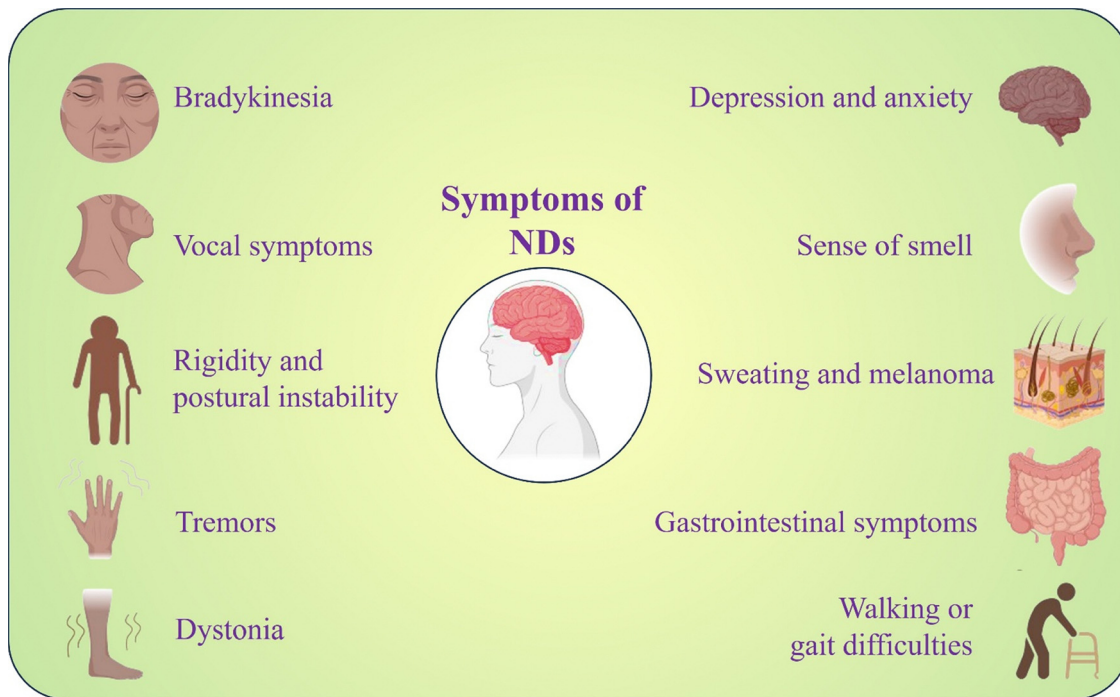 Symptoms of
NDs
Bradykinesia
Vocal symptoms
Rigidity and
postural instability
Tremors
Dystonia
Depression and anxiety
Sense of smell
Sweating and melanoma
Gastrointestinal symptoms
Walking or
gait difficulties